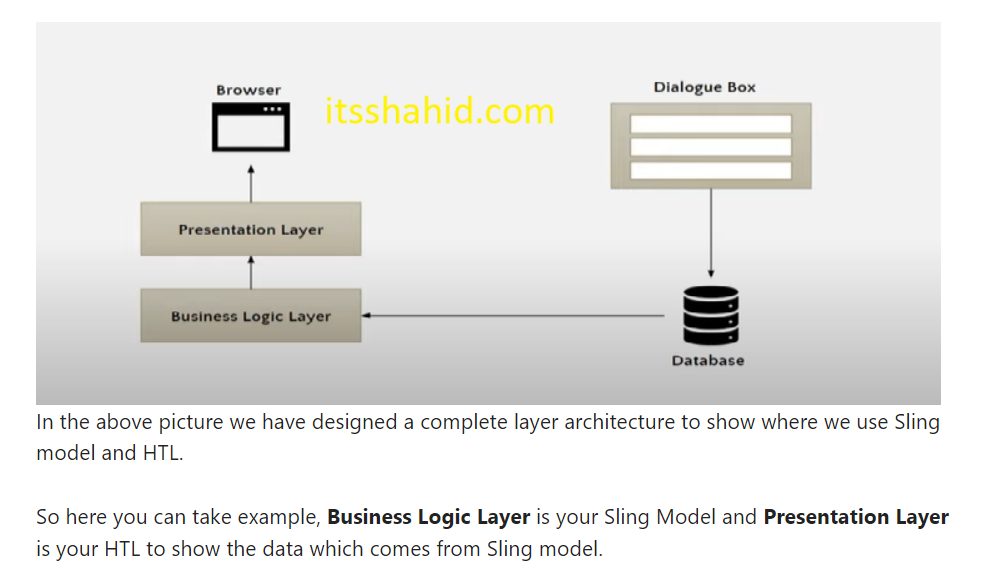 Browser
itsshahid.com
Dialogue Box
Presentation Layer
Business Logic Layer
Database
In the above picture we have designed a complete layer architecture to show where we use Sling
model and HTL.
So here you can take example, Business Logic Layer is your Sling Model and Presentation Layer
is your HTL to show the data which comes from Sling model.